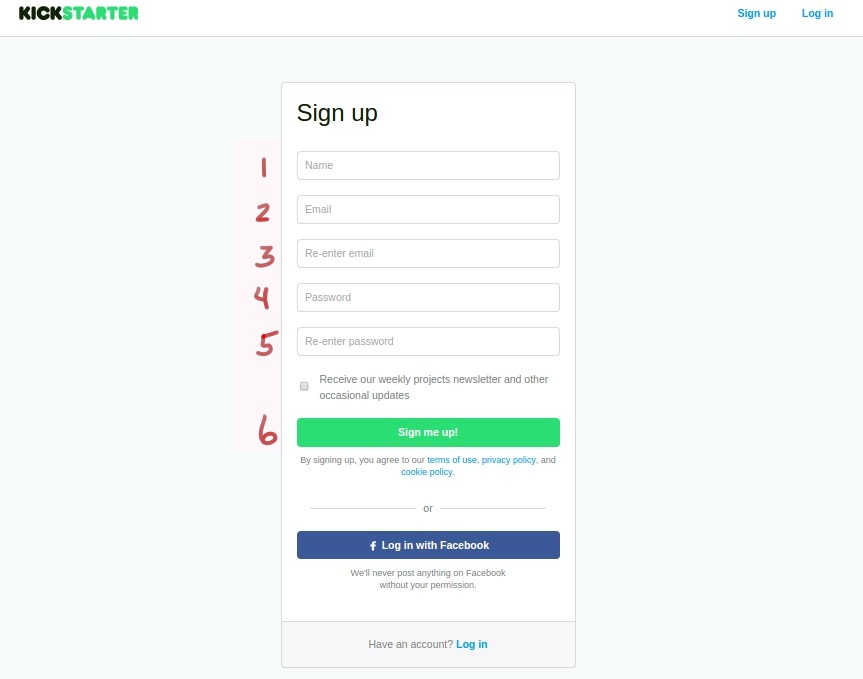 KICKSTARTER
Sign up Log in
Sign up
1 Name
2 Email
3 Re-enter email
4 Password
5 Re-enter password
Receive our weekly projects newsletter and other
occasional updates
6 Sign me up!
By signing up, you agree to our terms of use, privacy policy, and
cookie policy.
or
f Log in with Facebook
We'll never post anything on Facebook
without your permission.
Have an account? Log in